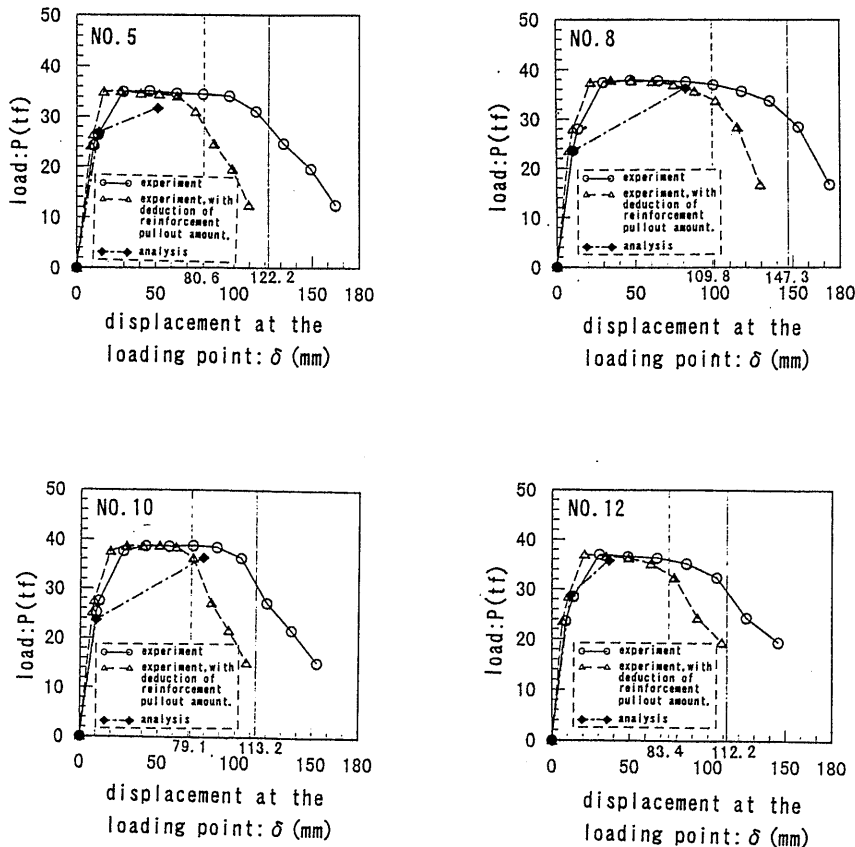 50
NO.5
40
30
20
10
0
load:P(tf)
experiment
experiment,with
deduction of
reinforcement
pullout amount.
analysis
0 50 100 150 180
80.6 122.2
displacement at the
loading point: δ (mm)
50
NO.8
40
30
20
10
0
load:P(tf)
experiment
experiment,with
deduction of
reinforcement
pullout amount.
analysis
109.8 147.3
0 50 100 150 180
displacement at the
loading point: δ (mm)
50
NO.10
40
30
20
10
0
load:P(tf)
experiment
experiment,with
deduction of
reinforcement
pullout amount.
analysis
79.1 113.2
0 50 100 150 180
displacement at the
loading point: δ (mm)
50
NO.12
40
30
20
10
0
load:P(tf)
experiment
experiment,with
deduction of
reinforcement
pullout amount.
analysis
83.4 112.2
0 50 100 150 180
displacement at the
loading point: δ (mm)